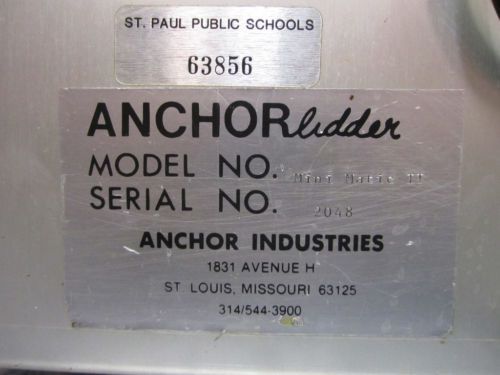 ST. PAUL PUBLIC SCHOOLS
63856
ANCHORlidder
MODEL NO. Mini Matic II
SERIAL NO. 2048
ANCHOR INDUSTRIES
1831 AVENUE H
ST. LOUIS, MISSOURI 63125
314/544-3900